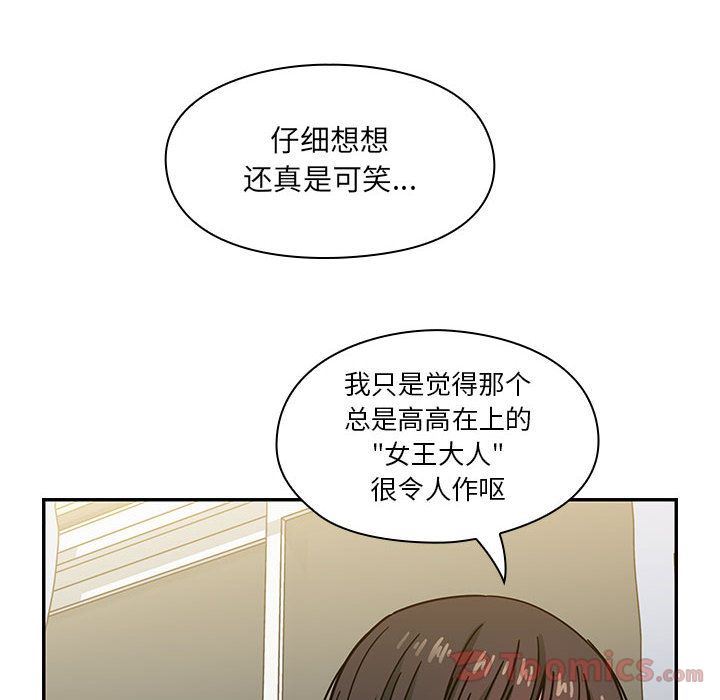 仔细想想
还真是可笑...
我只是觉得那个
总是高高在上的
"女王大人"
很令人作呕
Toomics.com